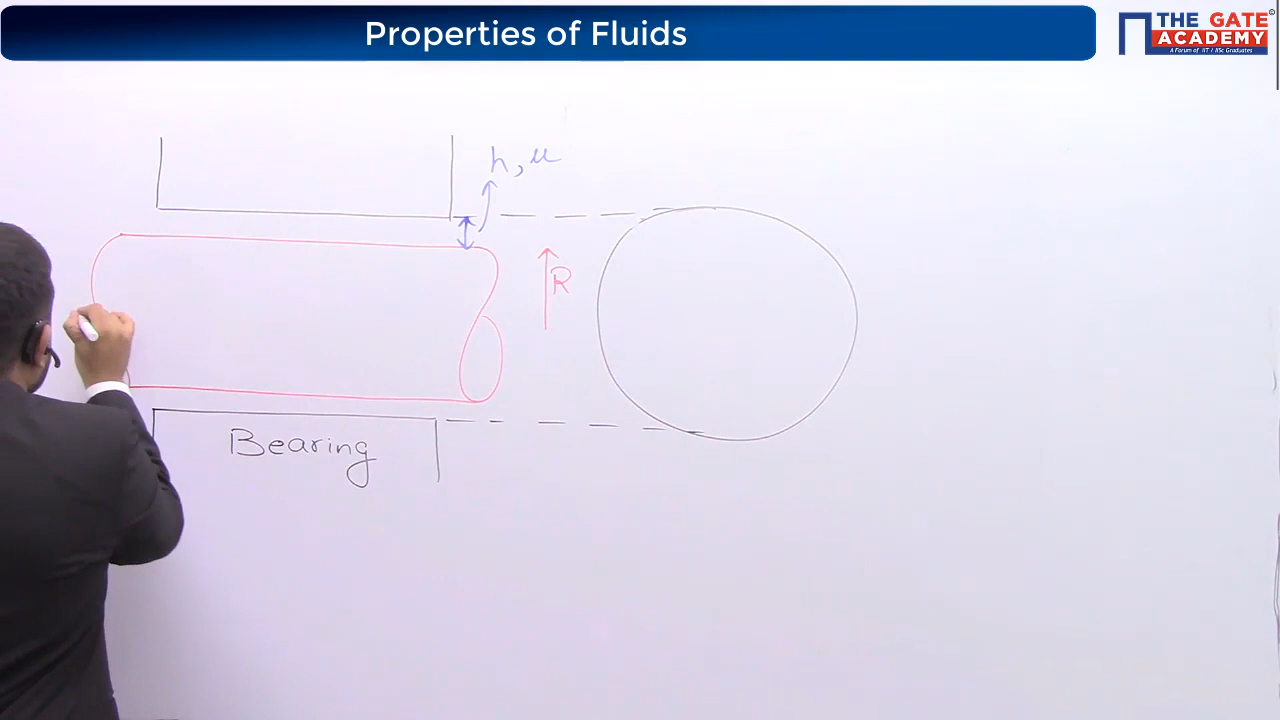 Properties of Fluids
THE GATE
ACADEMY
A Forum of IIT / IISc Graduates
h, μ
R
Bearing